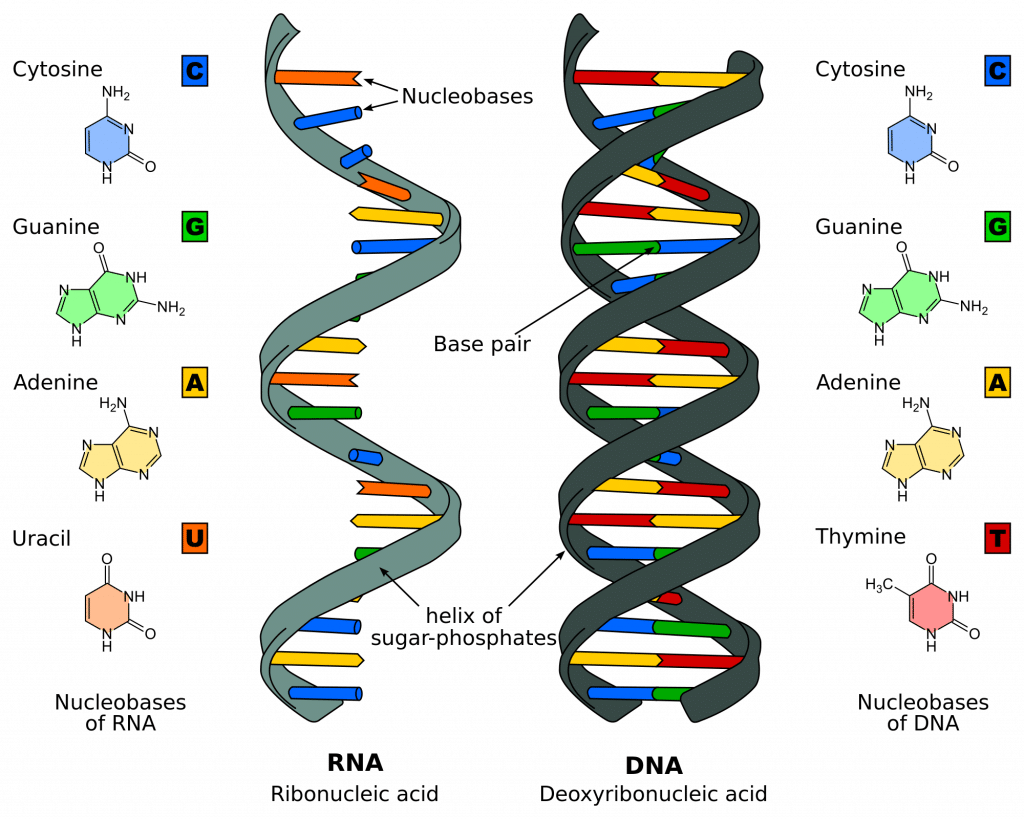 Cytosine
C
NH₂
N
N
H
O
Guanine
G
O
N
NH
N
H
N
NH₂
Adenine
A
H₂N
N
N
N
H
N
Uracil
U
O
NH
N
H
O
Nucleobases
of RNA
Nucleobases
Base pair
helix of
sugar-phosphates
RNA
Ribonucleic acid
DNA
Deoxyribonucleic acid
Cytosine
C
NH₂
N
N
H
O
Guanine
G
O
N
NH
N
H
N
NH₂
Adenine
A
H₂N
N
N
N
H
N
Thymine
T
O
H₃C
NH
N
H
O
Nucleobases
of DNA